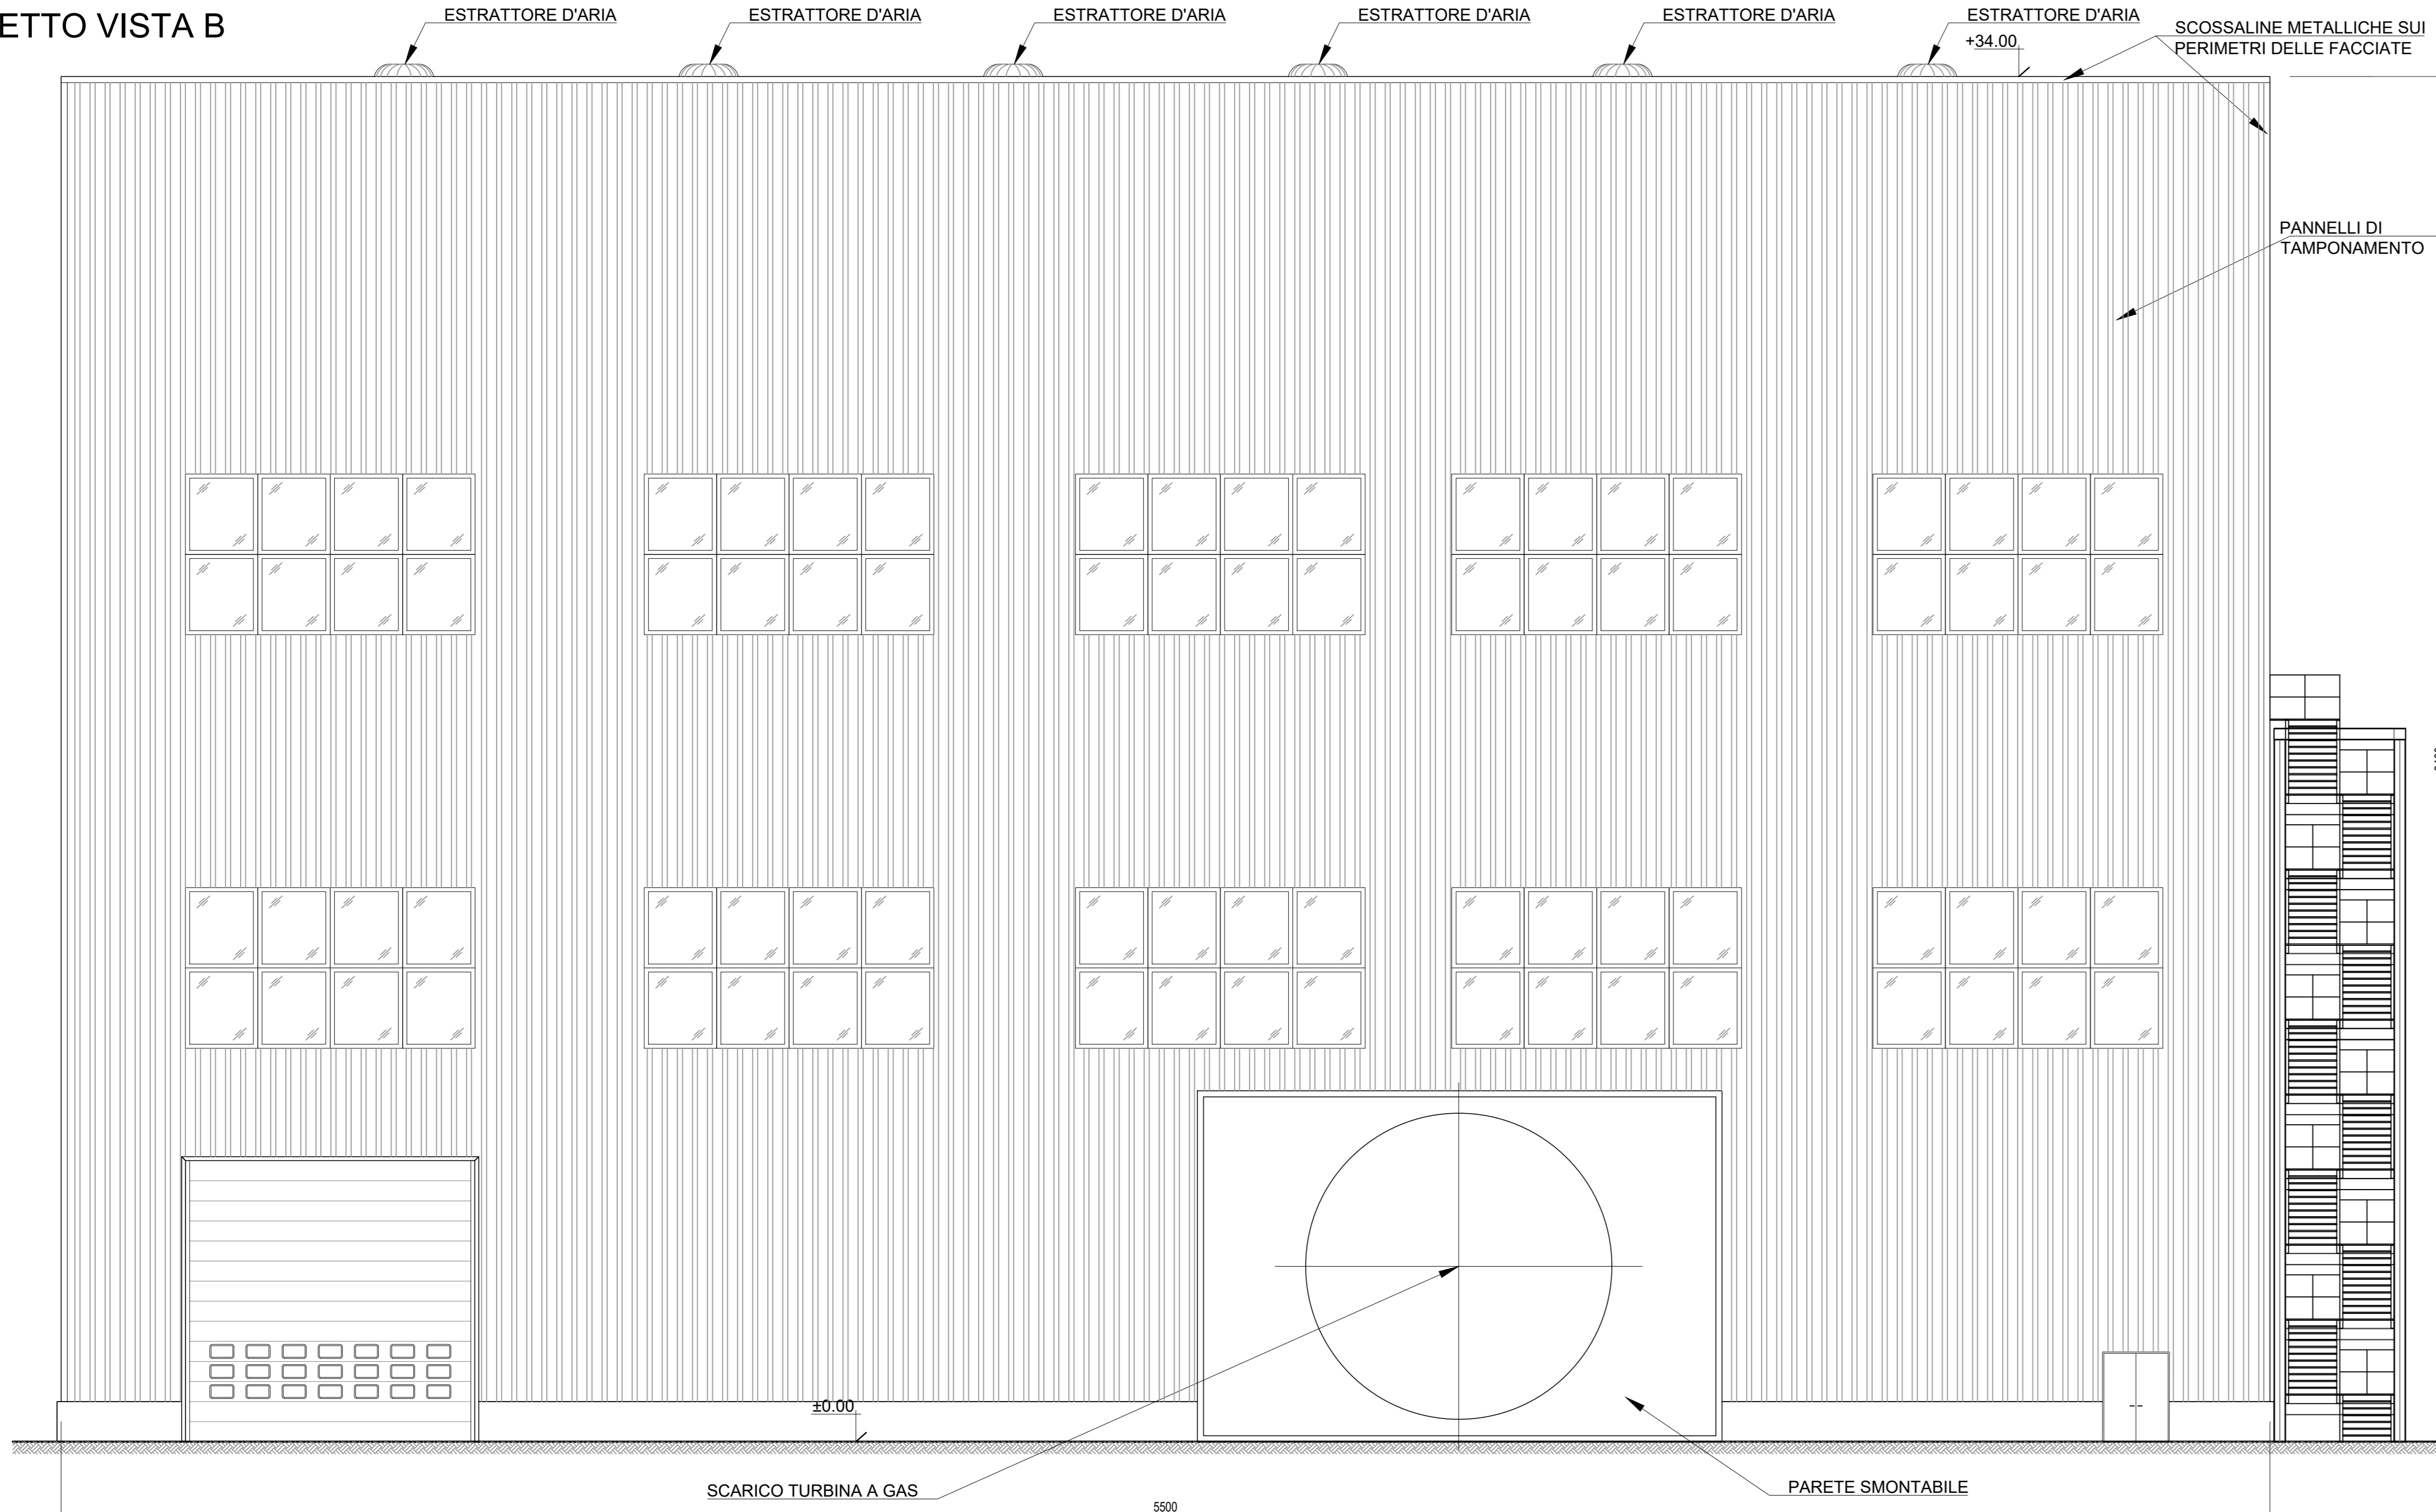 ETTO VISTA B
ESTRATTORE D'ARIA
ESTRATTORE D'ARIA
ESTRATTORE D'ARIA
ESTRATTORE D'ARIA
ESTRATTORE D'ARIA
ESTRATTORE D'ARIA
+34.00
SCOSSALINE METALLICHE SUI
PERIMETRI DELLE FACCIATE
PANNELLI DI
TAMPONAMENTO
±0.00
SCARICO TURBINA A GAS
PARETE SMONTABILE
5500